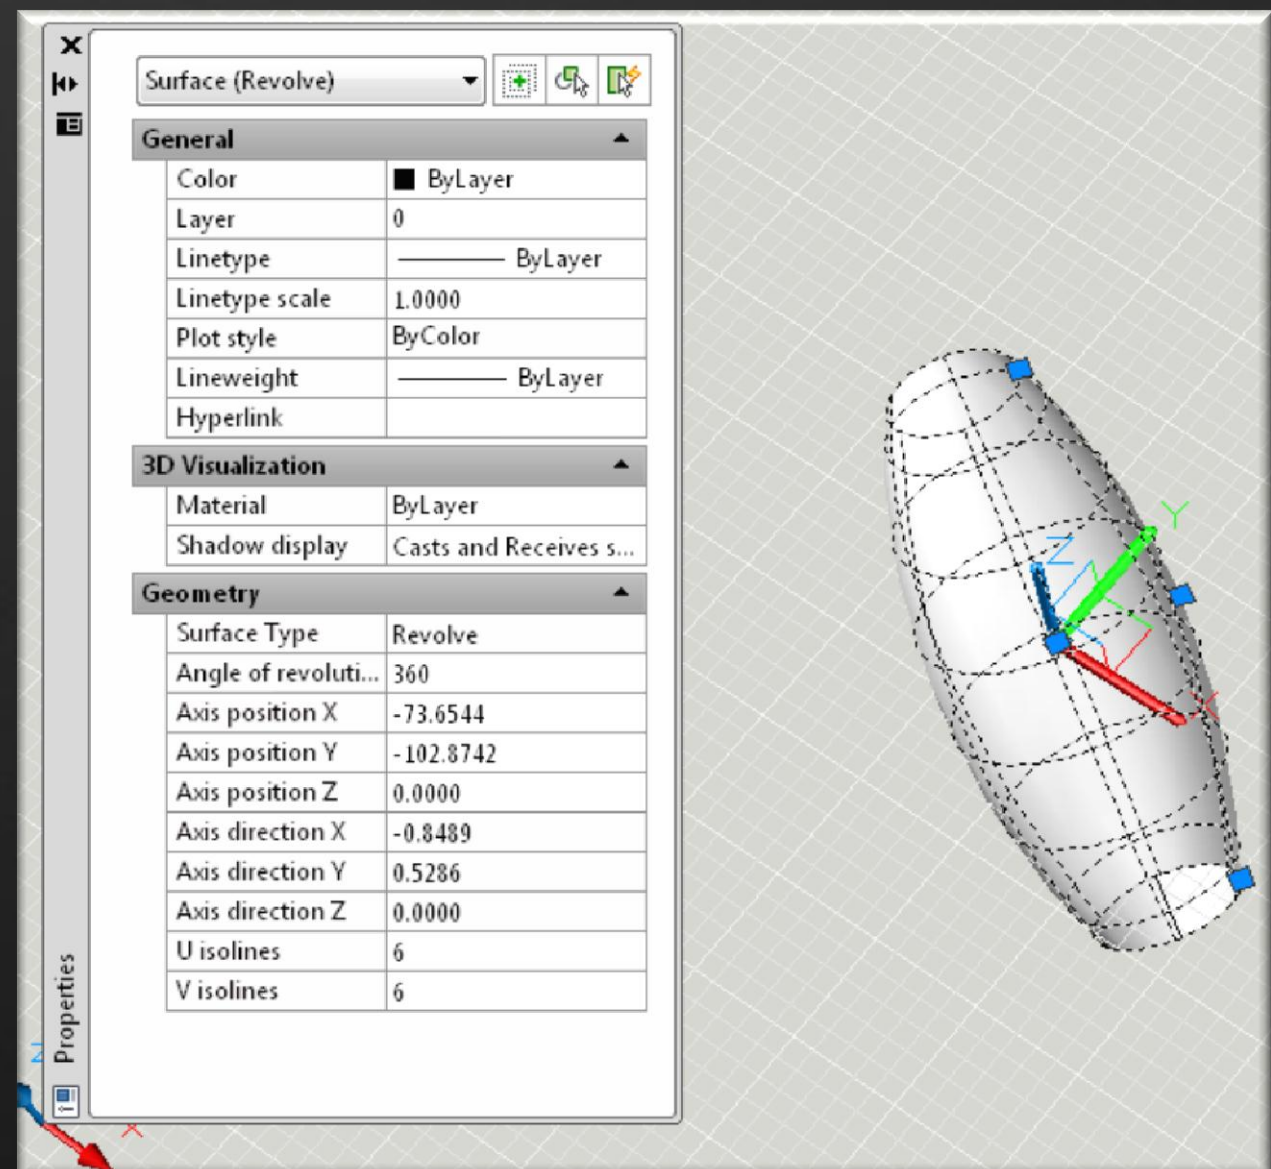 Surface (Revolve)
General
Color ByLayer
Layer 0
Linetype ByLayer
Linetype scale 1.0000
Plot style ByColor
Lineweight ByLayer
Hyperlink
3D Visualization
Material ByLayer
Shadow display Casts and Receives s...
Geometry
Surface Type Revolve
Angle of revoluti... 360
Axis position X -73.6544
Axis position Y -102.8742
Axis position Z 0.0000
Axis direction X -0.8489
Axis direction Y 0.5286
Axis direction Z 0.0000
U isolines 6
V isolines 6
Properties
Y
Z
X
Z
X